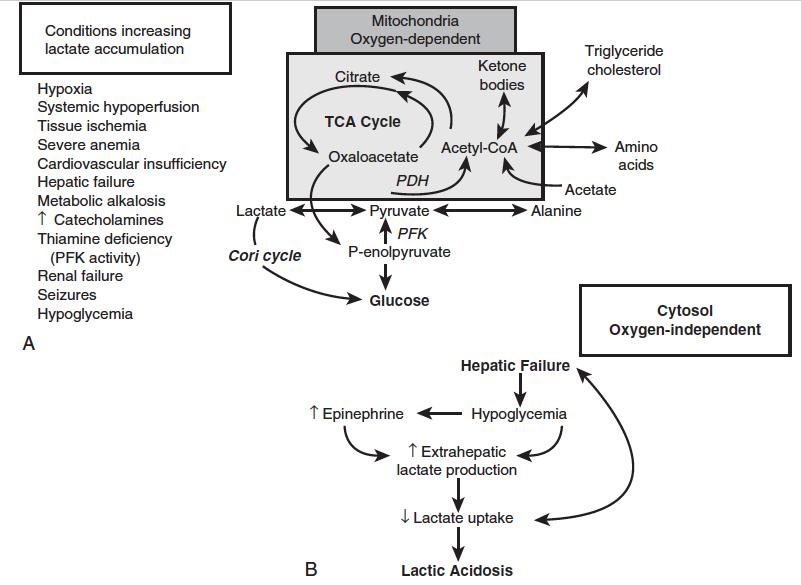 Conditions increasing
lactate accumulation
Hypoxia
Systemic hypoperfusion
Tissue ischemia
Severe anemia
Cardiovascular insufficiency
Hepatic failure
Metabolic alkalosis
↑ Catecholamines
Thiamine deficiency
(PFK activity)
Renal failure
Seizures
Hypoglycemia
A
Mitochondria
Oxygen-dependent
Citrate
Ketone
bodies
Triglyceride
cholesterol
TCA Cycle
Oxaloacetate
Acetyl-CoA
Amino
acids
PDH
Acetate
Lactate
Pyruvate
Alanine
PFK
Cori cycle
P-enolpyruvate
Glucose
Cytosol
Oxygen-independent
Hepatic Failure
↑ Epinephrine
Hypoglycemia
↑ Extrahepatic
lactate production
↓ Lactate uptake
Lactic Acidosis
B